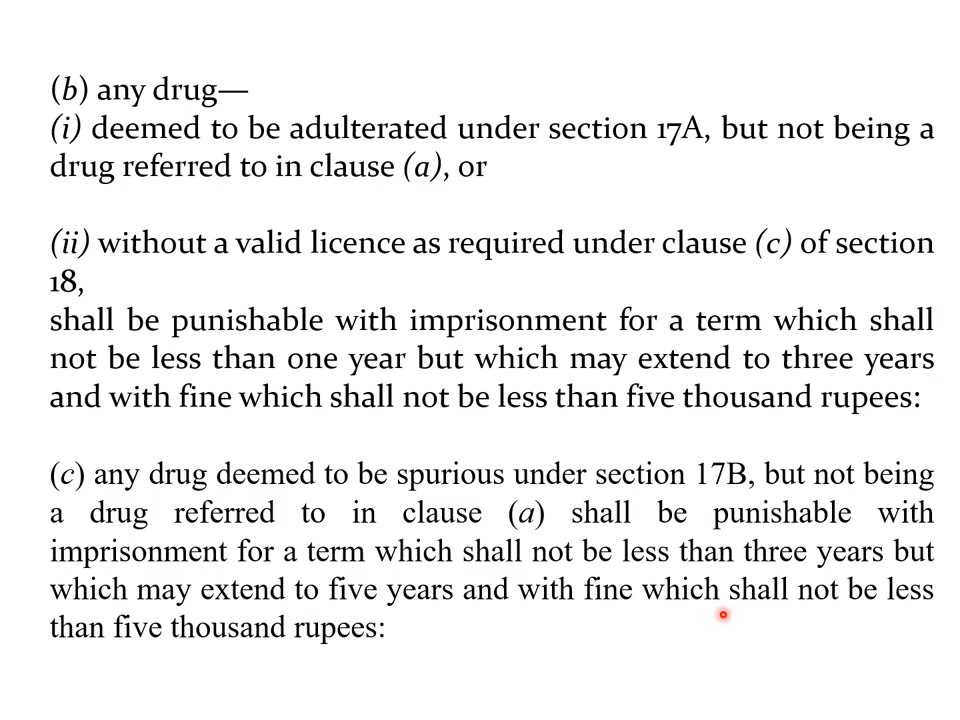 (b) any drug—
(i) deemed to be adulterated under section 17A, but not being a
drug referred to in clause (a), or
(ii) without a valid licence as required under clause (c) of section
18,
shall be punishable with imprisonment for a term which shall
not be less than one year but which may extend to three years
and with fine which shall not be less than five thousand rupees:
(c) any drug deemed to be spurious under section 17B, but not being
a drug referred to in clause (a) shall be punishable with
imprisonment for a term which shall not be less than three years but
which may extend to five years and with fine which shall not be less
than five thousand rupees: